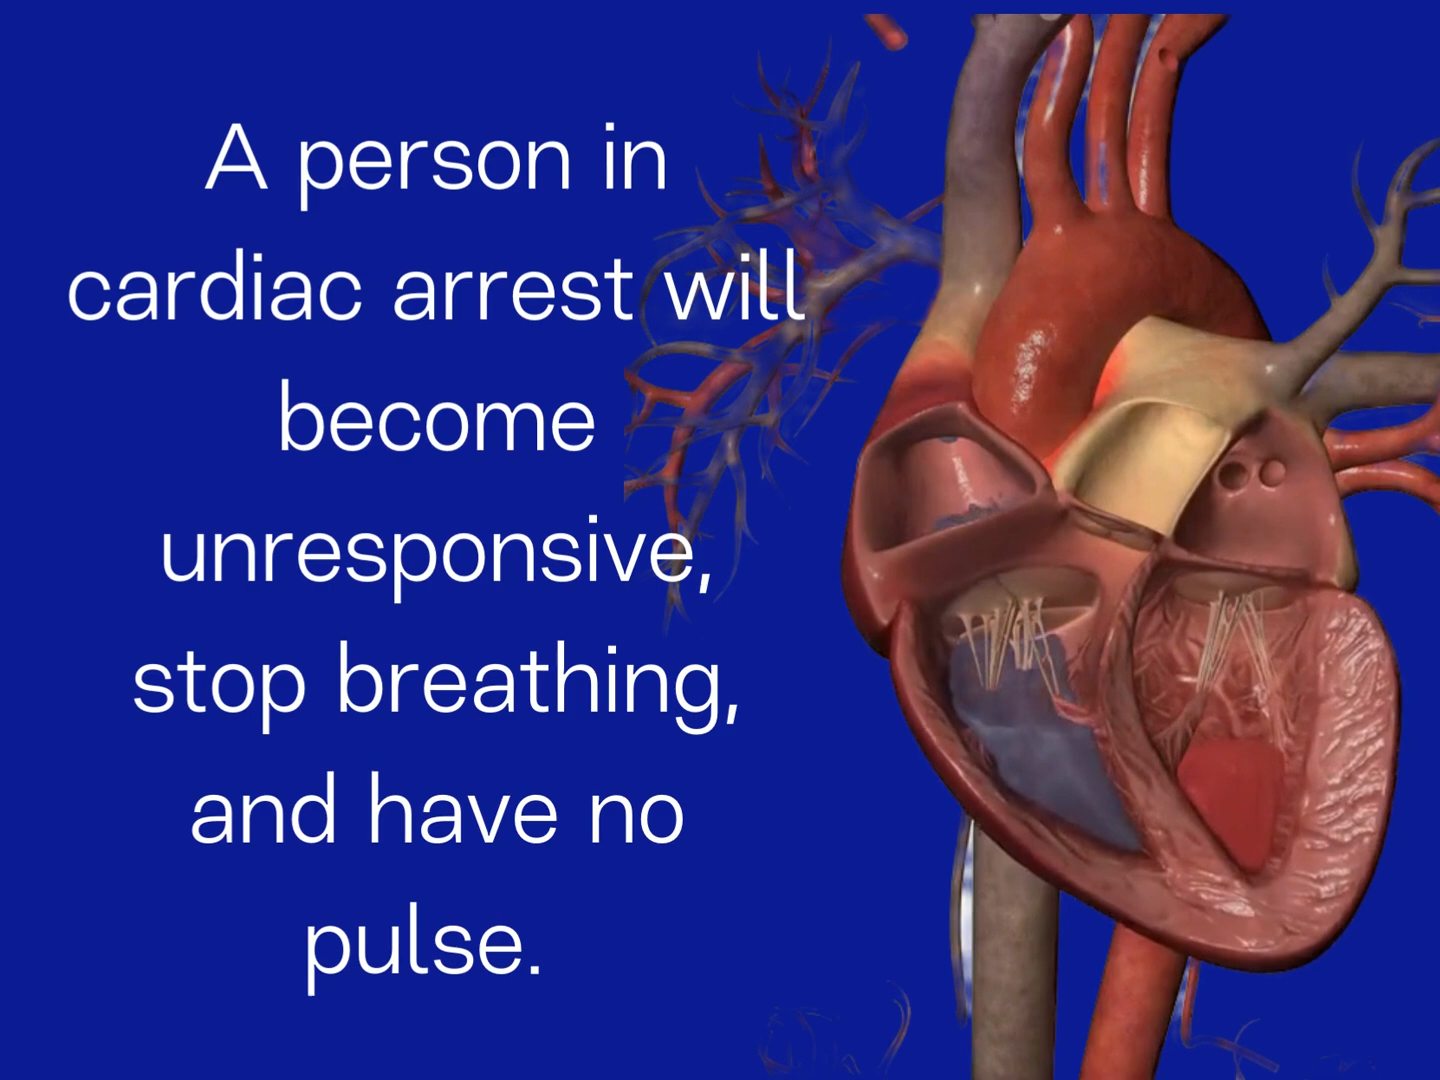 A person in
cardiac arrest will
become
unresponsive,
stop breathing,
and have no
pulse.